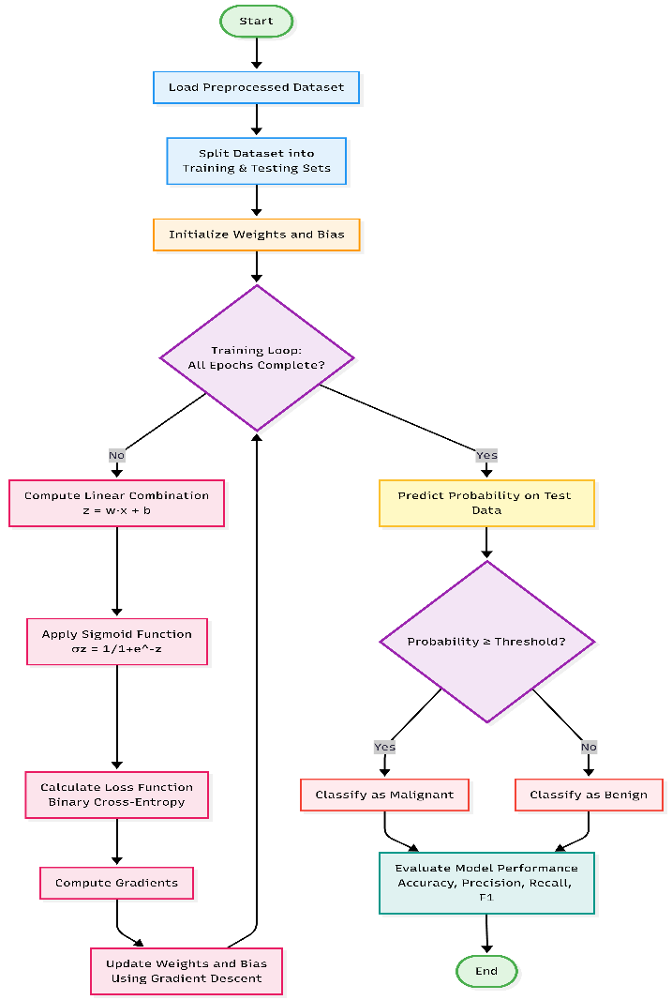 Start
Load Preprocessed Dataset
Split Dataset into
Training & Testing Sets
Initialize Weights and Bias
Training Loop:
All Epochs Complete?
No
Yes
Compute Linear Combination
z = w·x + b
Predict Probability on Test
Data
Apply Sigmoid Function
σz = 1/1+e^-z
Probability ≥ Threshold?
Yes
No
Calculate Loss Function
Binary Cross-Entropy
Classify as Malignant
Classify as Benign
Compute Gradients
Evaluate Model Performance
Accuracy, Precision, Recall,
F1
Update Weights and Bias
Using Gradient Descent
End